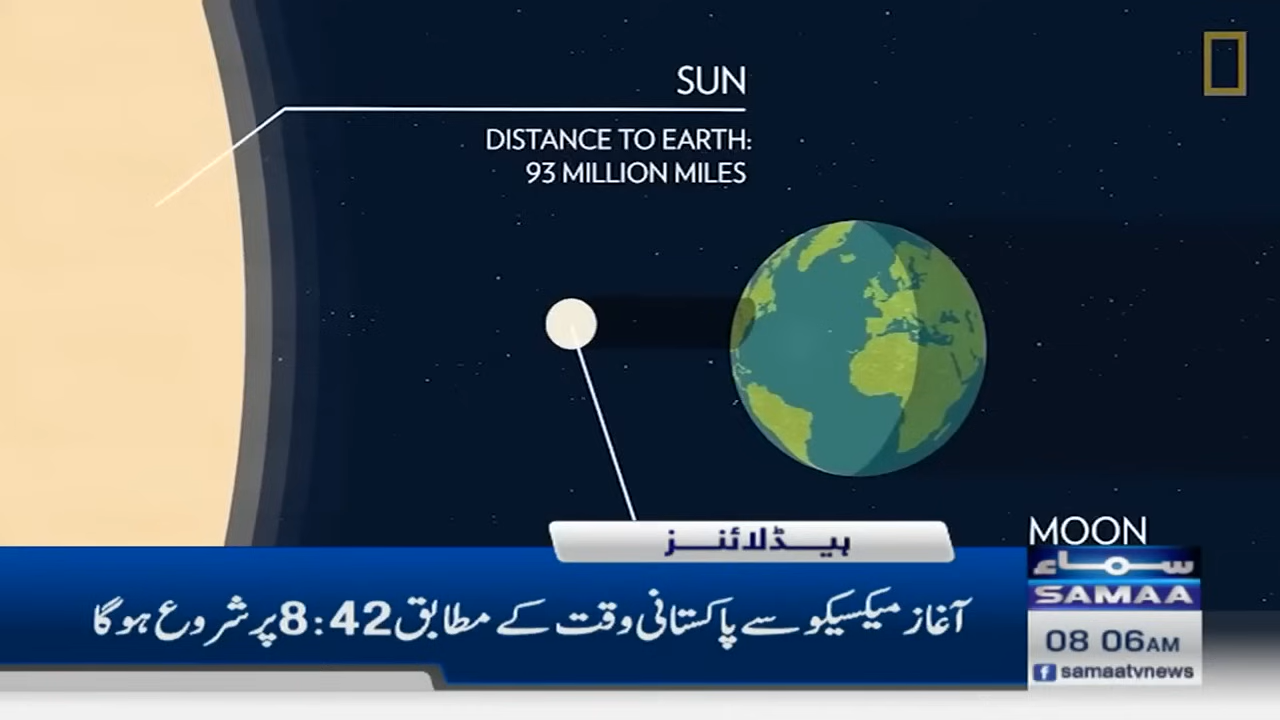 SUN
DISTANCE TO EARTH:
93 MILLION MILES
MOON
ہیڈلائنز
آغاز میکسیکو سے پاکستانی وقت کے مطابق 8:42 پر شروع ہوگا
سماء
SAMAA
08 06AM
samaatvnews